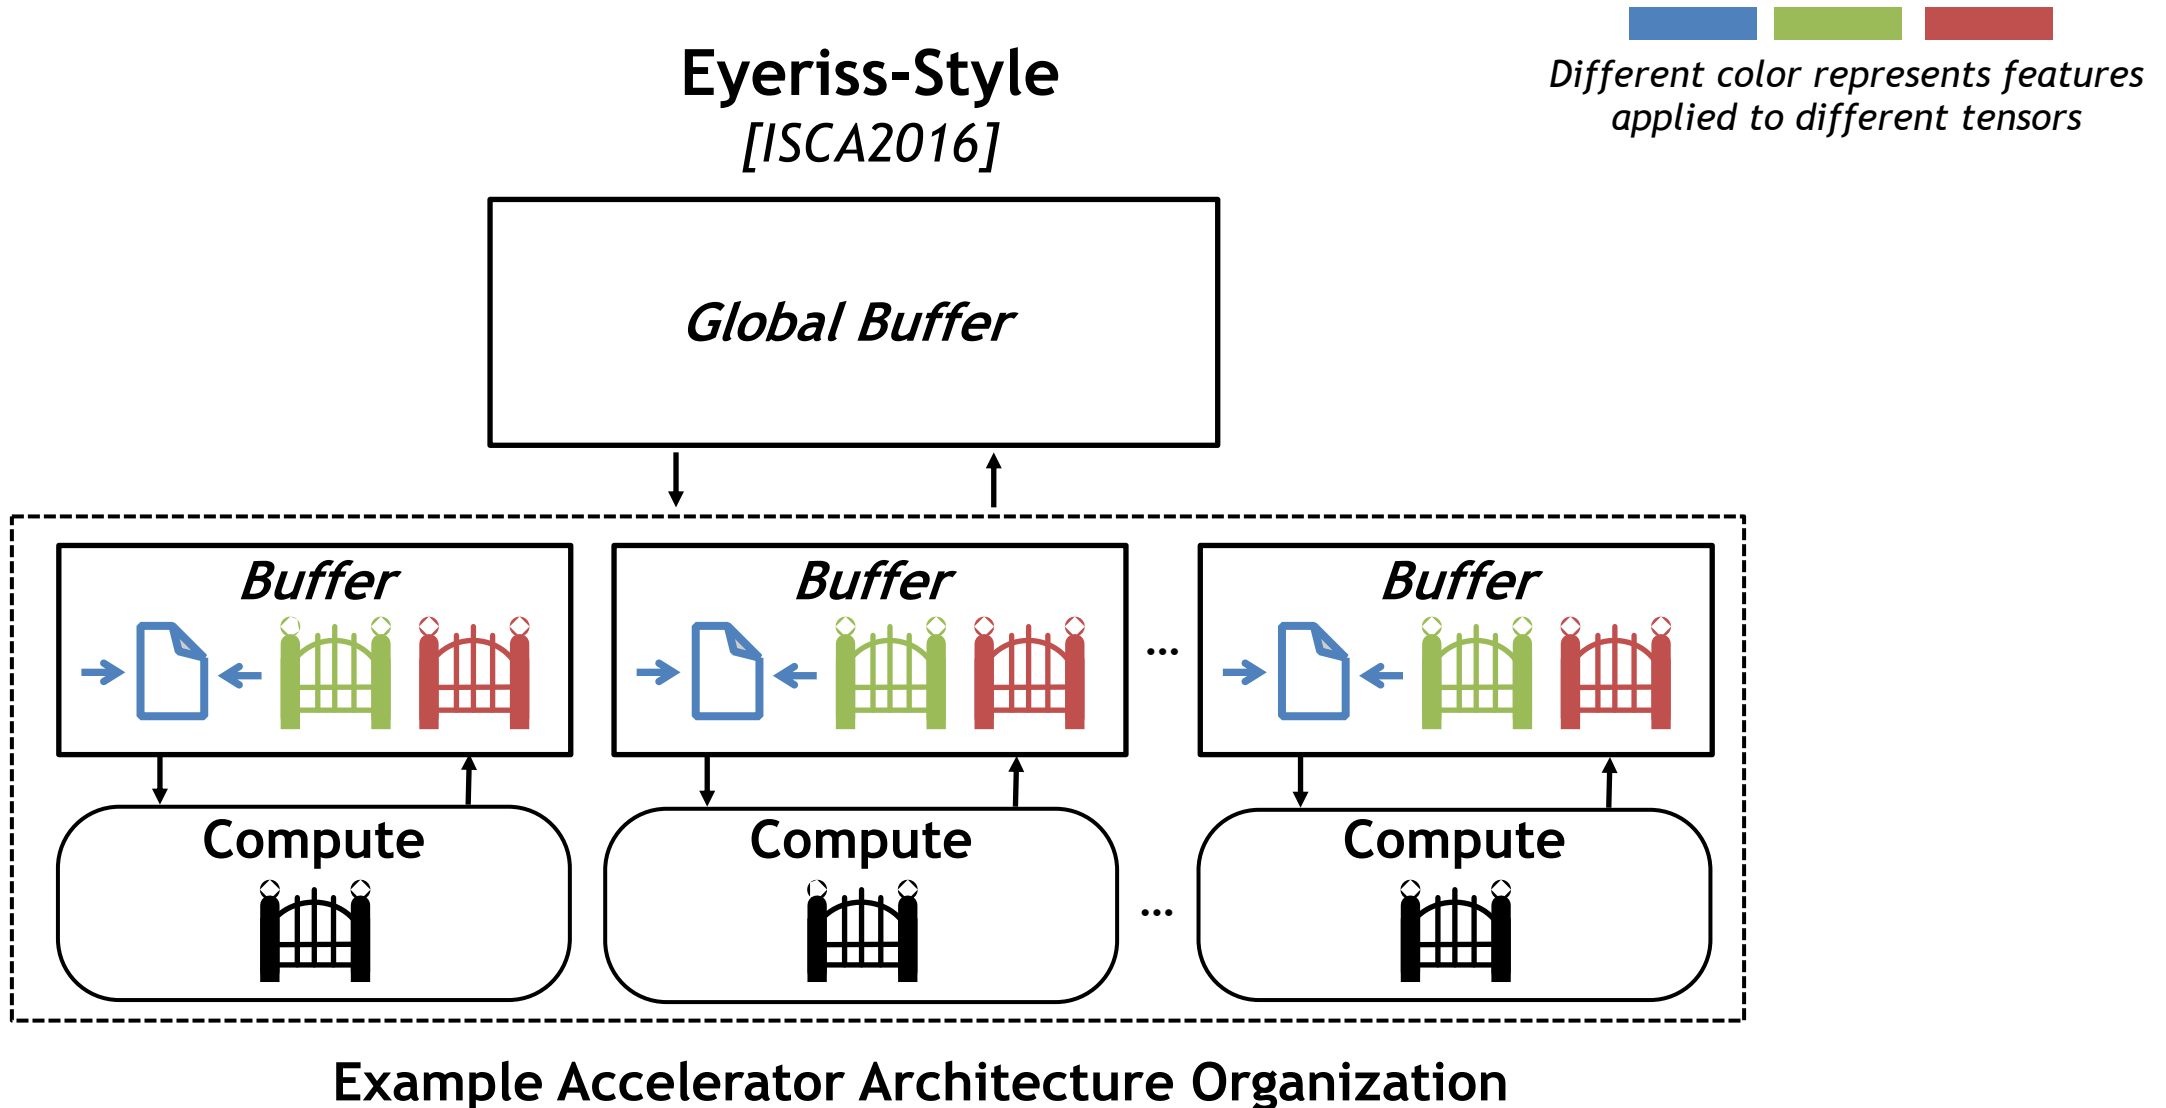 Eyeriss-Style
[ISCA2016]
Different color represents features
applied to different tensors
Global Buffer
Buffer
Buffer
...
Buffer
Compute
Compute
...
Compute
Example Accelerator Architecture Organization